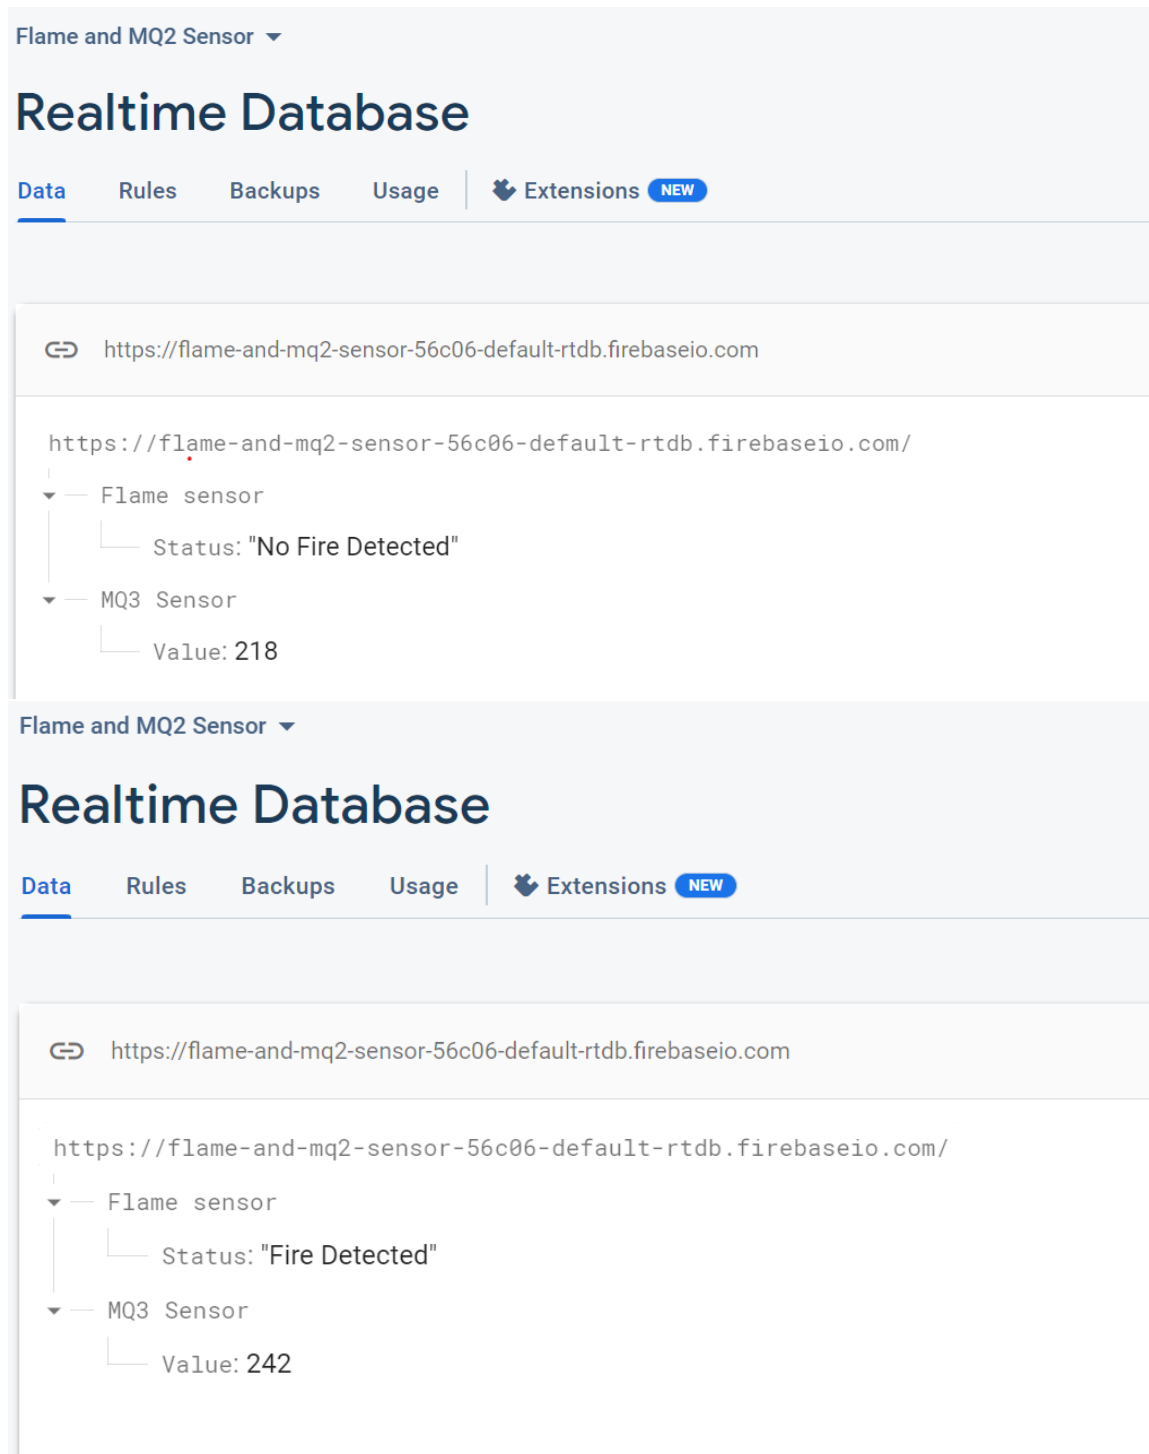 Flame and MQ2 Sensor
Realtime Database
Data Rules Backups Usage Extensions NEW
https://flame-and-mq2-sensor-56c06-default-rtdb.firebaseio.com
https://flame-and-mq2-sensor-56c06-default-rtdb.firebaseio.com/
Flame sensor
Status: "No Fire Detected"
MQ3 Sensor
Value: 218
Flame and MQ2 Sensor
Realtime Database
Data Rules Backups Usage Extensions NEW
https://flame-and-mq2-sensor-56c06-default-rtdb.firebaseio.com
https://flame-and-mq2-sensor-56c06-default-rtdb.firebaseio.com/
Flame sensor
Status: "Fire Detected"
MQ3 Sensor
Value: 242